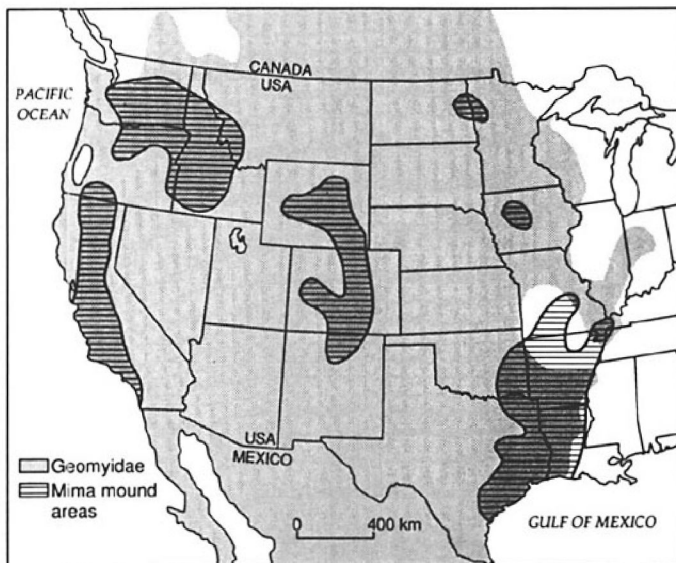 CANADA
USA
PACIFIC
OCEAN
USA
MEXICO
Geomyidae
Mima mound
areas
0 400 km
GULF OF MEXICO